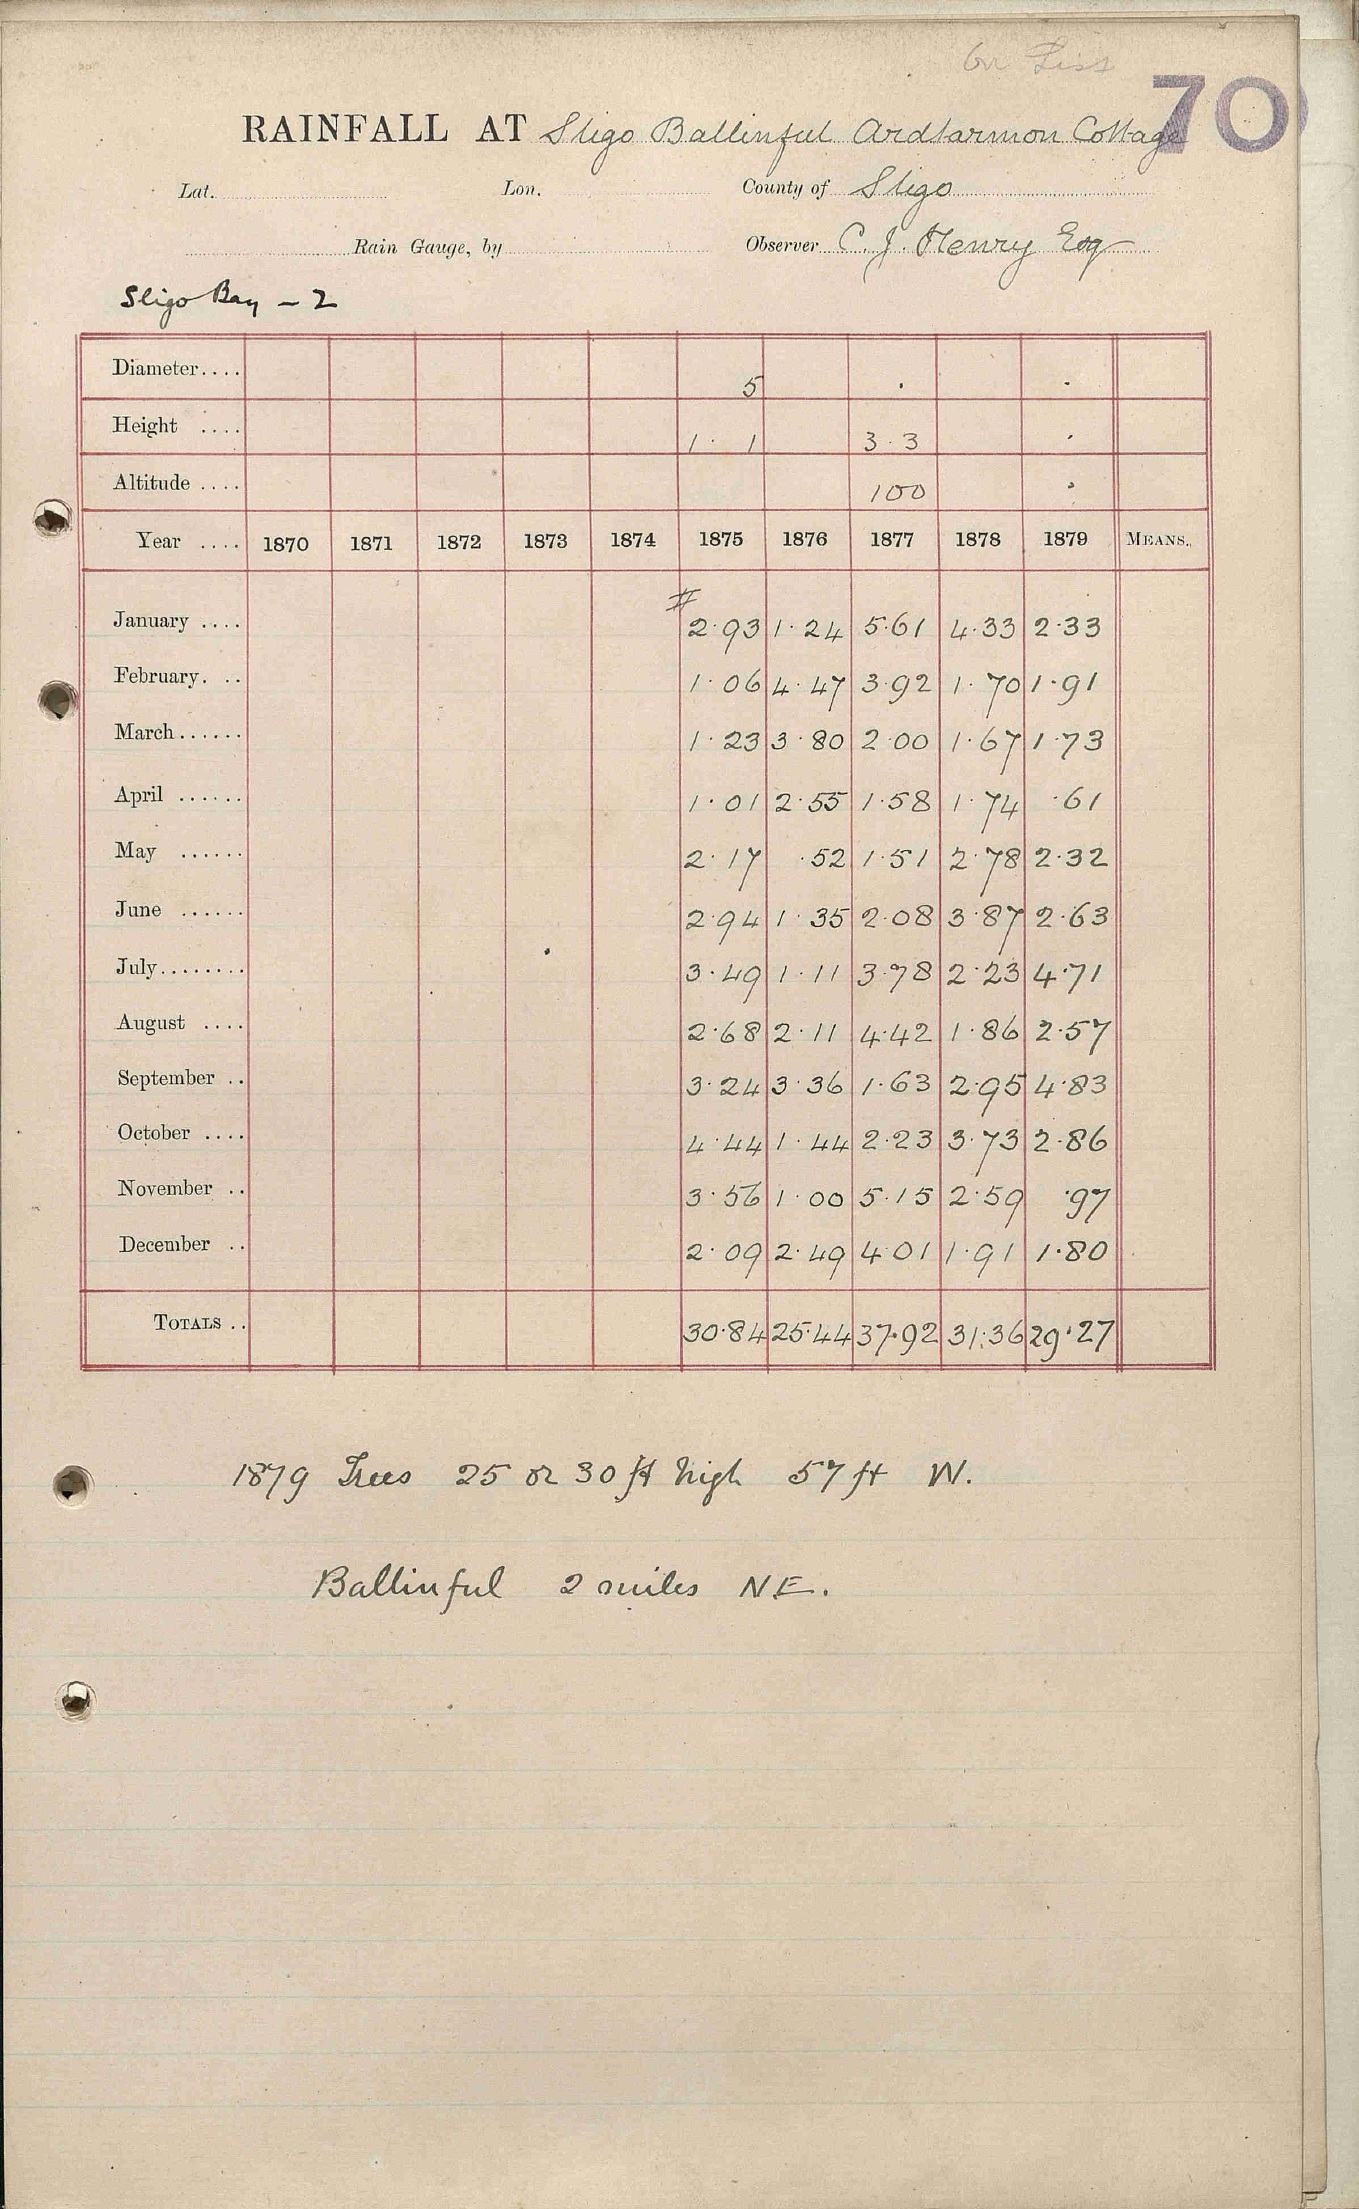 on List
70
RAINFALL AT Sligo Ballinful Ardtarmon Cottage
Lat. Lon. County of Sligo
Rain Gauge, by Observer C. J. Henry Esq
Sligo Bay - 2
Diameter.... 5 . .
Height .... 1 . 1 3 . 3 .
Altitude .... 100 .
Year .... 1870 1871 1872 1873 1874 1875 1876 1877 1878 1879 MEANS.
#
January .... 2.93 1.24 5.61 4.33 2.33
February. .. 1.06 4.47 3.92 1.70 1.91
March...... 1.23 3.80 2.00 1.67 1.73
April ...... 1.01 2.55 1.58 1.74 .61
May ...... 2.17 .52 1.51 2.78 2.32
June ...... 2.94 1.35 2.08 3.87 2.63
July........ 3.49 1.11 3.78 2.23 4.71
August .... 2.68 2.11 4.42 1.86 2.57
September .. 3.24 3.36 1.63 2.95 4.83
October .... 4.44 1.44 2.23 3.73 2.86
November .. 3.56 1.00 5.15 2.59 .97
December .. 2.09 2.49 4.01 1.91 1.80
TOTALS .. 30.84 25.44 37.92 31.36 29.27
1879 Trees 25 or 30 ft high 57 ft W.
Ballinful 2 miles NE.